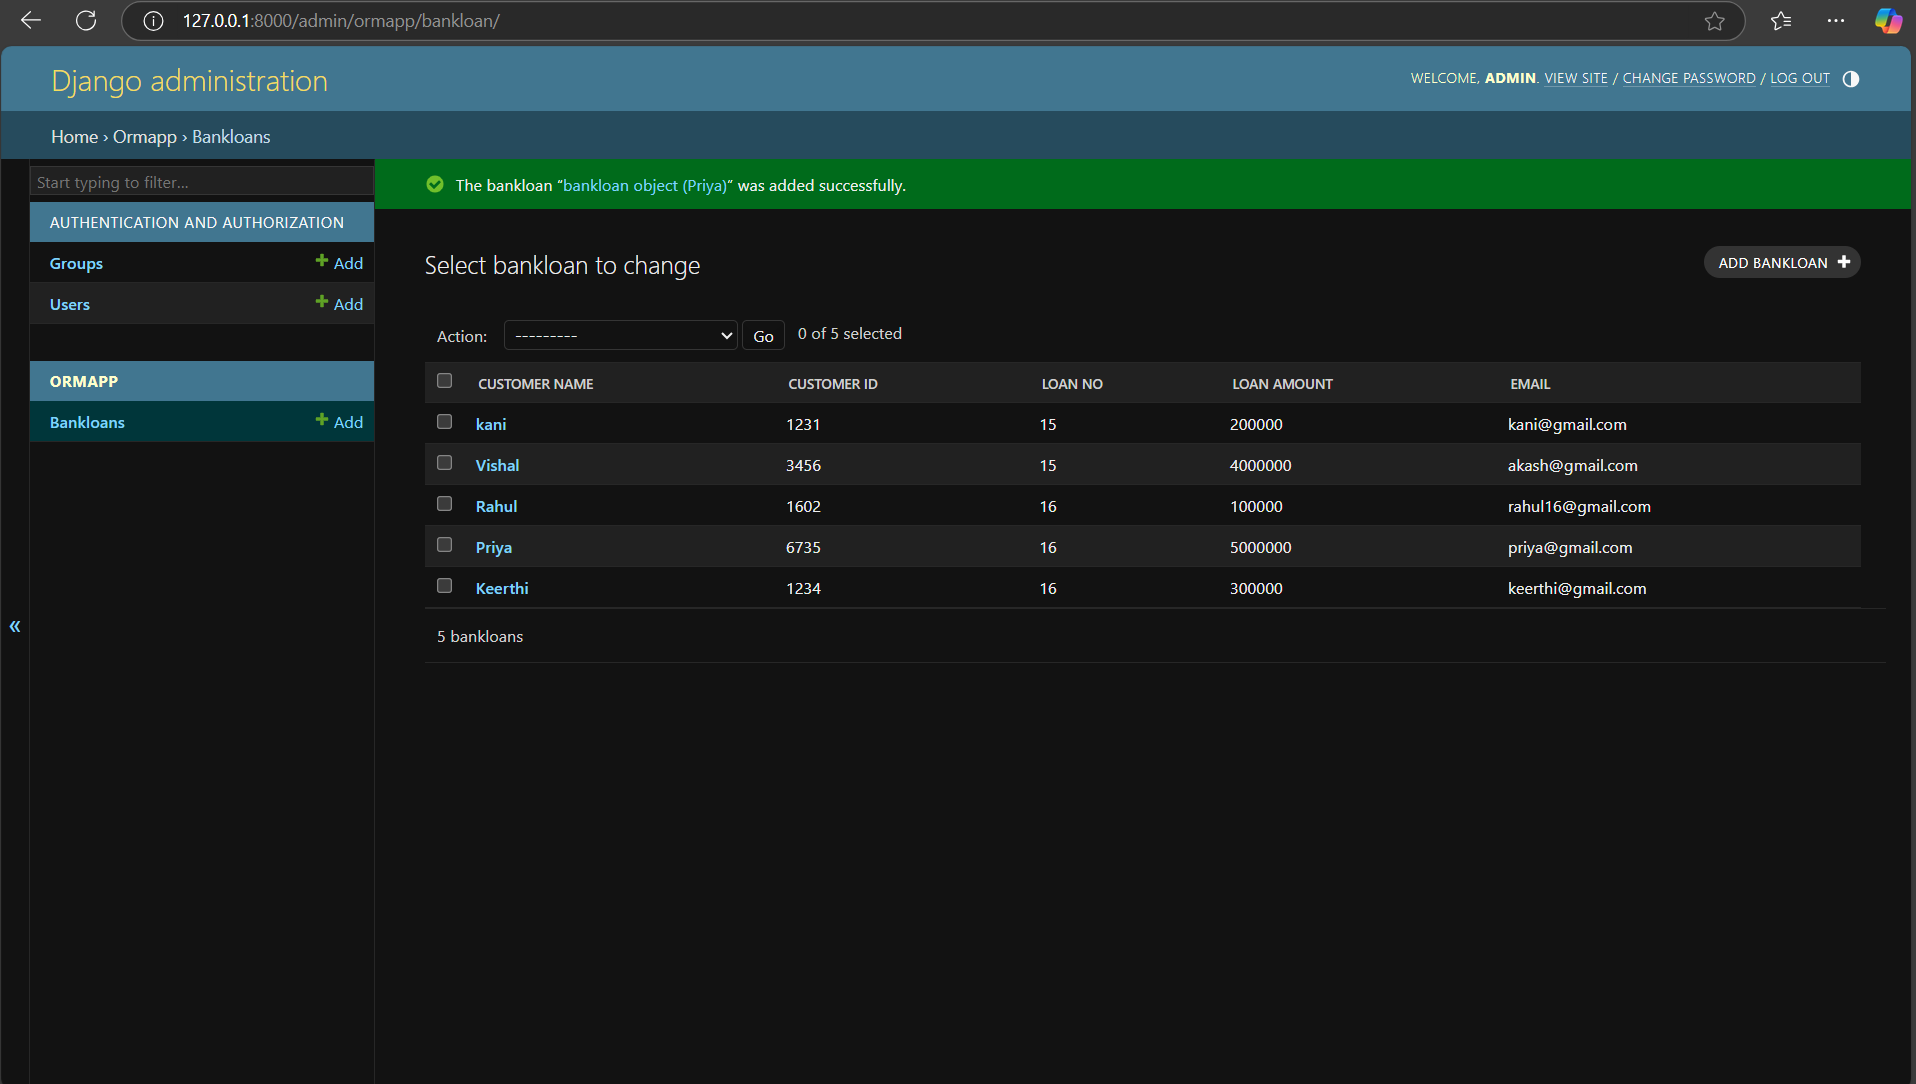 127.0.0.1:8000/admin/ormapp/bankloan/
Django administration
WELCOME, ADMIN. VIEW SITE / CHANGE PASSWORD / LOG OUT
Home › Ormapp › Bankloans
Start typing to filter...
AUTHENTICATION AND AUTHORIZATION
Groups + Add
Users + Add
ORMAPP
Bankloans + Add
«
The bankloan “bankloan object (Priya)” was added successfully.
Select bankloan to change
ADD BANKLOAN +
Action: --------- Go 0 of 5 selected
CUSTOMER NAME CUSTOMER ID LOAN NO LOAN AMOUNT EMAIL
kani 1231 15 200000 kani@gmail.com
Vishal 3456 15 4000000 akash@gmail.com
Rahul 1602 16 100000 rahul16@gmail.com
Priya 6735 16 5000000 priya@gmail.com
Keerthi 1234 16 300000 keerthi@gmail.com
5 bankloans